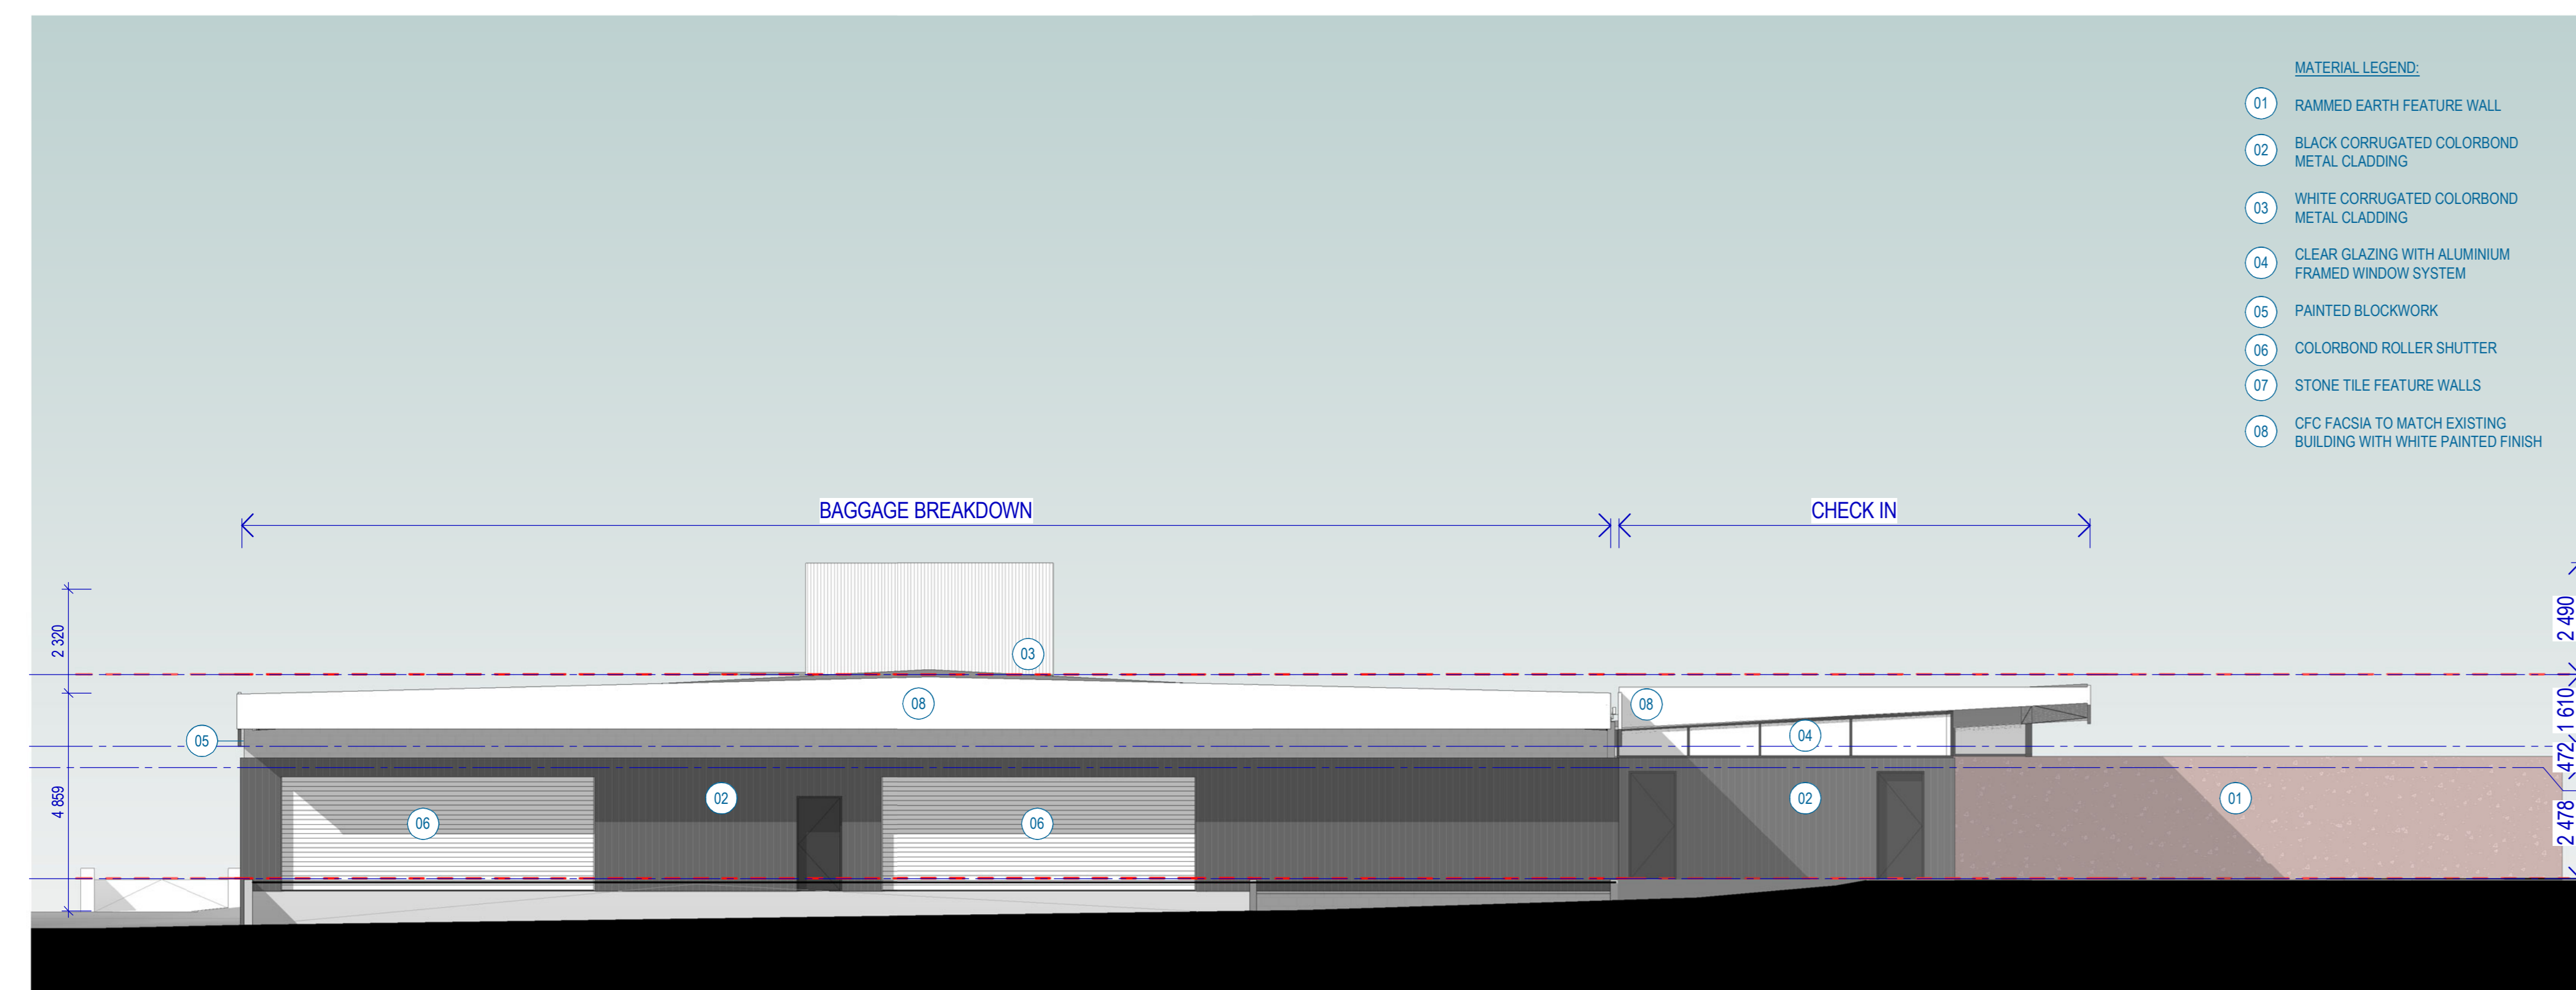 MATERIAL LEGEND:
01 RAMMED EARTH FEATURE WALL
02 BLACK CORRUGATED COLORBOND
METAL CLADDING
03 WHITE CORRUGATED COLORBOND
METAL CLADDING
04 CLEAR GLAZING WITH ALUMINIUM
FRAMED WINDOW SYSTEM
05 PAINTED BLOCKWORK
06 COLORBOND ROLLER SHUTTER
07 STONE TILE FEATURE WALLS
08 CFC FACSIA TO MATCH EXISTING
BUILDING WITH WHITE PAINTED FINISH
BAGGAGE BREAKDOWN
CHECK IN
2 320
4 859
03
08
08
05
04
02
02
01
06
06
2 490
1 610
472
2 478